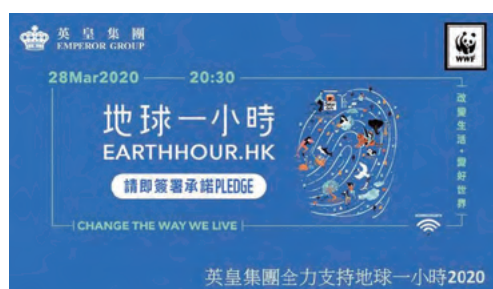 英皇集團
EMPEROR GROUP
WWF
28Mar2020 20:30
地球一小時
EARTHHOUR.HK
請即簽署承諾PLEDGE
CHANGE THE WAY WE LIVE
改變生活•愛好世界
英皇集團全力支持地球一小時2020